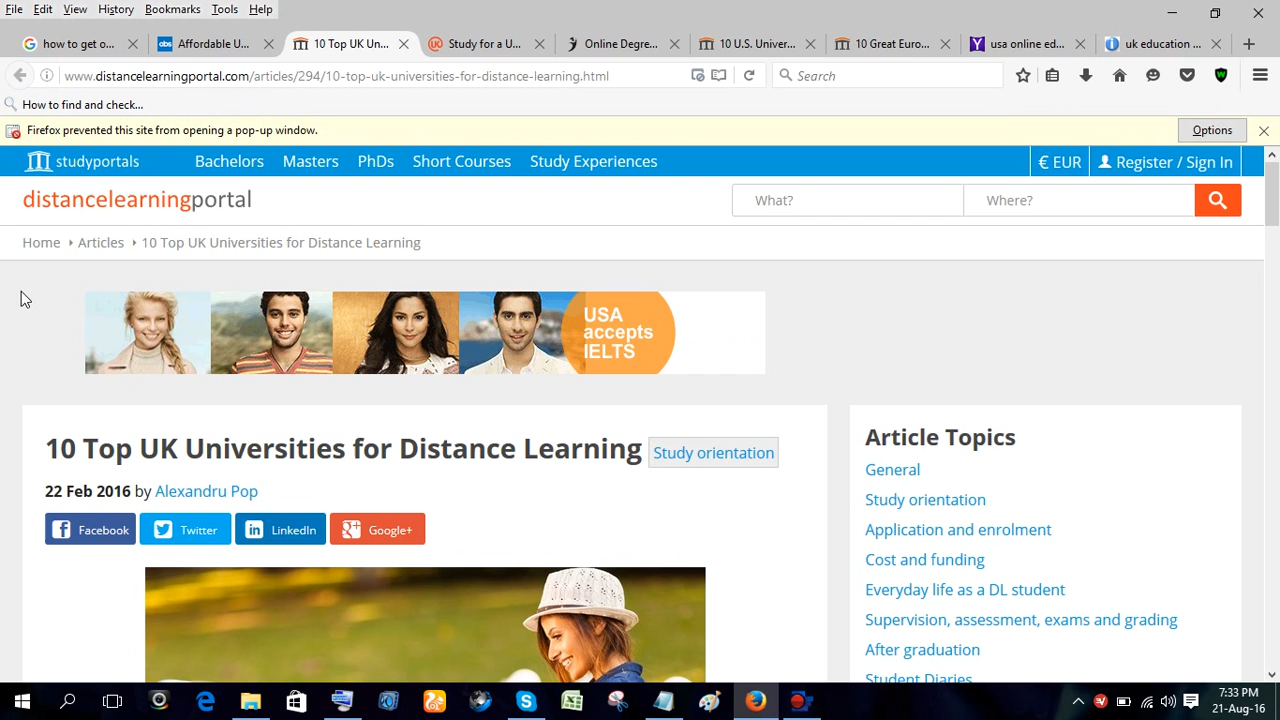 File Edit View History Bookmarks Tools Help
how to get o... Affordable U... 10 Top UK Un... Study for a U... Online Degre... 10 U.S. Univer... 10 Great Euro... usa online ed... uk education ...
www.distancelearningportal.com/articles/294/10-top-uk-universities-for-distance-learning.html Search
How to find and check...
Firefox prevented this site from opening a pop-up window. Options
studyportals Bachelors Masters PhDs Short Courses Study Experiences € EUR Register / Sign In
distancelearningportal What? Where?
Home Articles 10 Top UK Universities for Distance Learning
USA
accepts
IELTS
10 Top UK Universities for Distance Learning Study orientation
22 Feb 2016 by Alexandru Pop
Facebook Twitter LinkedIn Google+
Article Topics
General
Study orientation
Application and enrolment
Cost and funding
Everyday life as a DL student
Supervision, assessment, exams and grading
After graduation
Student Diaries
7:33 PM
21-Aug-16